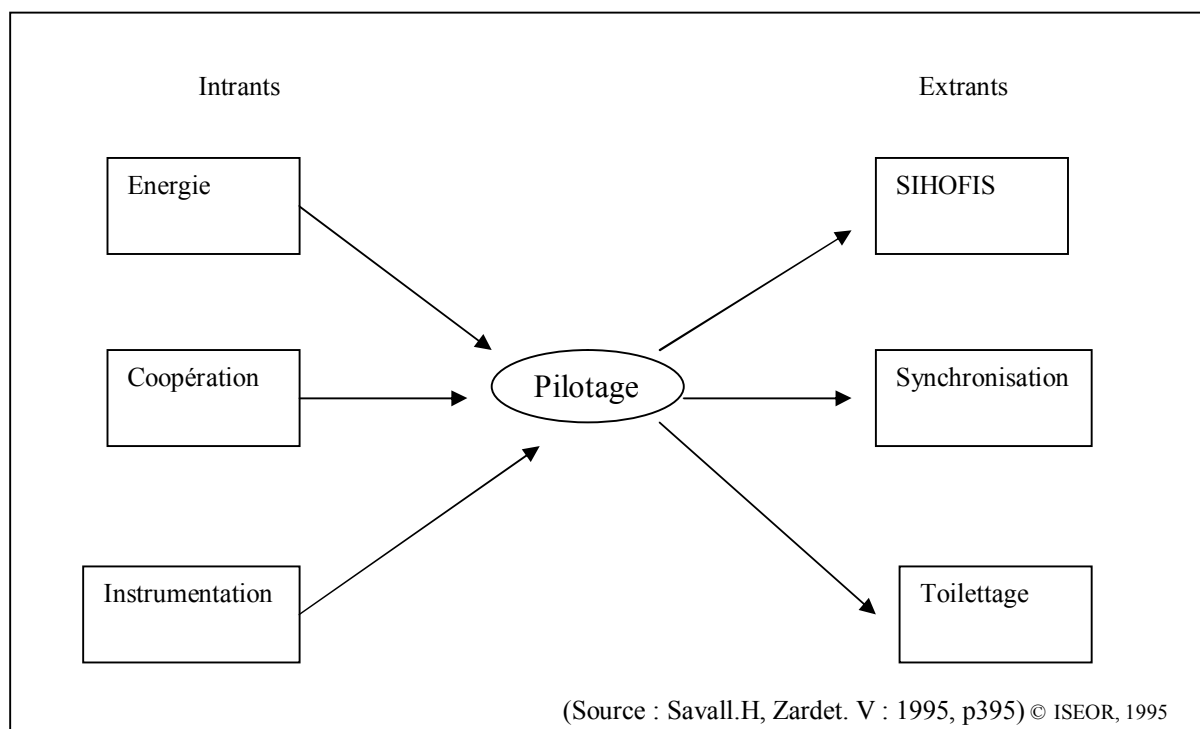 Intrants
Extrants
Energie
SIHOFIS
Coopération
Pilotage
Synchronisation
Instrumentation
Toilettage
(Source : Savall.H, Zardet. V : 1995, p395) © ISEOR, 1995